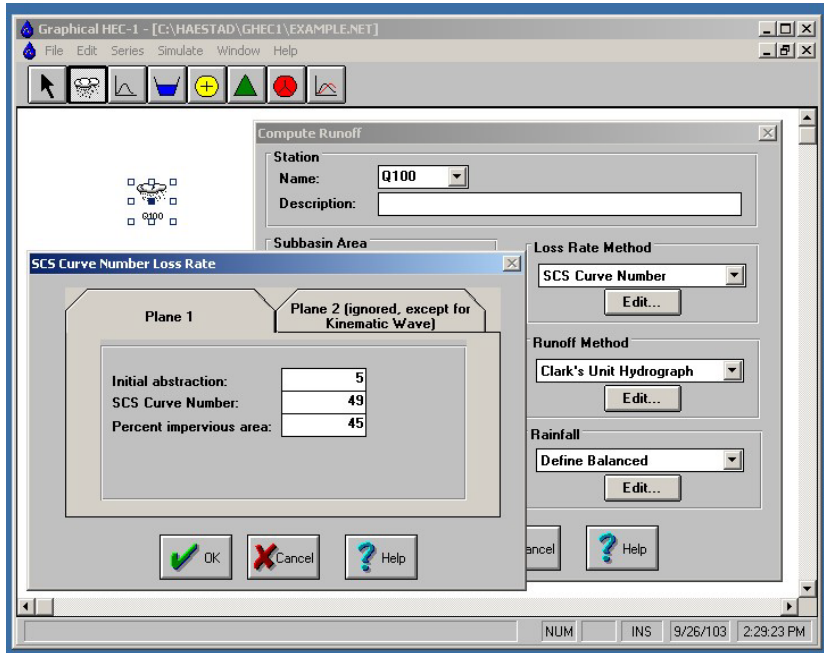 Graphical HEC-1 - [C:\HAESTAD\GHEC1\EXAMPLE.NET]
File Edit Series Simulate Window Help
Compute Runoff
Station
Name: Q100
Description:
Q100
Subbasin Area
Loss Rate Method
SCS Curve Number
Edit...
Runoff Method
Clark's Unit Hydrograph
Edit...
Rainfall
Define Balanced
Edit...
ancel
? Help
SCS Curve Number Loss Rate
Plane 1
Plane 2 (ignored, except for
Kinematic Wave)
Initial abstraction: 5
SCS Curve Number: 49
Percent impervious area: 45
OK Cancel ? Help
NUM INS 9/26/103 2:29:23 PM